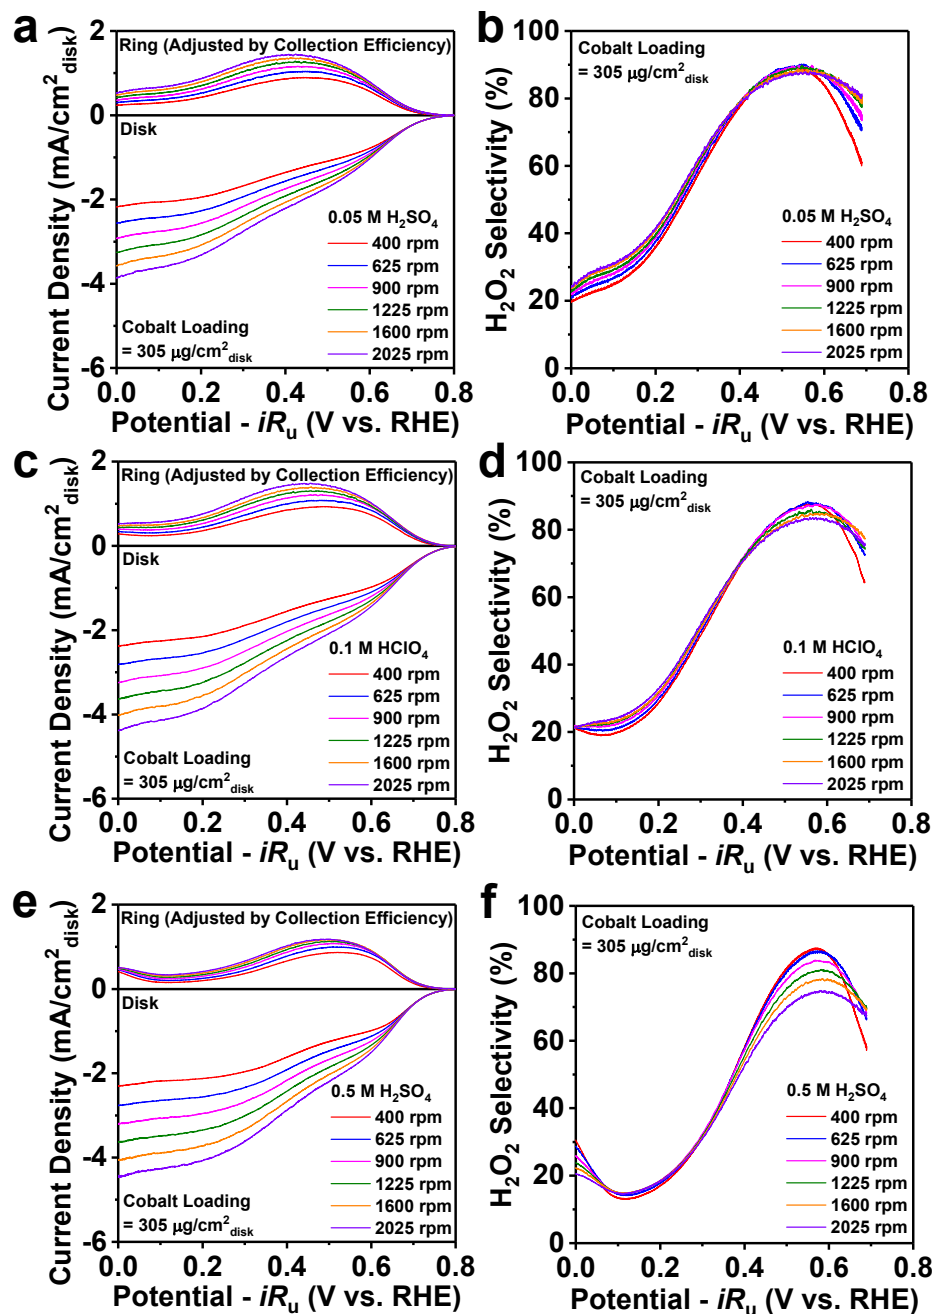 a
Ring (Adjusted by Collection Efficiency)
Disk
0.05 M H₂SO₄
400 rpm
625 rpm
900 rpm
1225 rpm
1600 rpm
2025 rpm
Cobalt Loading
= 305 μg/cm²disk
2
0
-2
-4
-6
0.0 0.2 0.4 0.6 0.8
Current Density (mA/cm²disk)
Potential - iRu (V vs. RHE)
b
Cobalt Loading
= 305 μg/cm²disk
0.05 M H₂SO₄
400 rpm
625 rpm
900 rpm
1225 rpm
1600 rpm
2025 rpm
100
80
60
40
20
0
0.0 0.2 0.4 0.6 0.8
H₂O₂ Selectivity (%)
Potential - iRu (V vs. RHE)
c
Ring (Adjusted by Collection Efficiency)
Disk
0.1 M HClO₄
400 rpm
625 rpm
900 rpm
1225 rpm
1600 rpm
2025 rpm
Cobalt Loading
= 305 μg/cm²disk
2
0
-2
-4
-6
0.0 0.2 0.4 0.6 0.8
Current Density (mA/cm²disk)
Potential - iRu (V vs. RHE)
d
Cobalt Loading
= 305 μg/cm²disk
0.1 M HClO₄
400 rpm
625 rpm
900 rpm
1225 rpm
1600 rpm
2025 rpm
100
80
60
40
20
0
0.0 0.2 0.4 0.6 0.8
H₂O₂ Selectivity (%)
Potential - iRu (V vs. RHE)
e
Ring (Adjusted by Collection Efficiency)
Disk
0.5 M H₂SO₄
400 rpm
625 rpm
900 rpm
1225 rpm
1600 rpm
2025 rpm
Cobalt Loading
= 305 μg/cm²disk
2
0
-2
-4
-6
0.0 0.2 0.4 0.6 0.8
Current Density (mA/cm²disk)
Potential - iRu (V vs. RHE)
f
Cobalt Loading
= 305 μg/cm²disk
0.5 M H₂SO₄
400 rpm
625 rpm
900 rpm
1225 rpm
1600 rpm
2025 rpm
100
80
60
40
20
0
0.0 0.2 0.4 0.6 0.8
H₂O₂ Selectivity (%)
Potential - iRu (V vs. RHE)